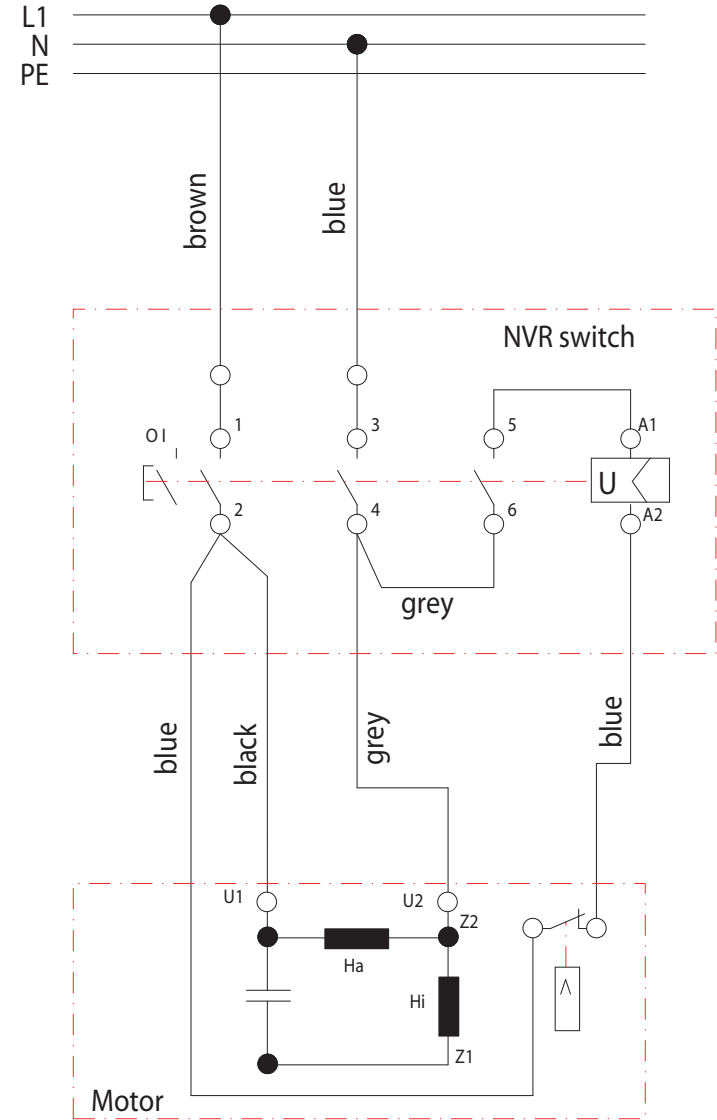 L1
N
PE
brown
blue
NVR switch
O I
1
3
5
A1
U
2
4
6
A2
grey
blue
black
grey
blue
U1
U2
Z2
Ha
Hi
Z1
Motor